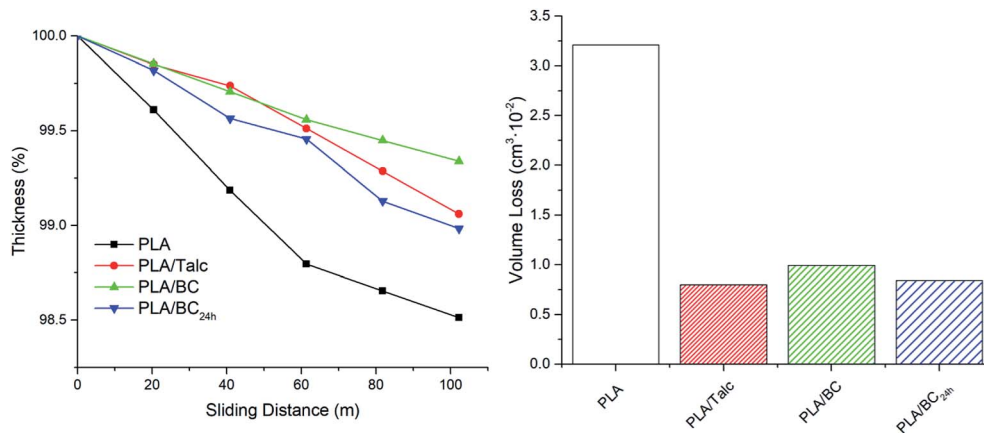 Thickness (%)
100.0
99.5
99.0
98.5
0
20
40
60
80
100
Sliding Distance (m)
PLA
PLA/Talc
PLA/BC
PLA/BC24h
Volume Loss (cm³·10⁻²)
3.5
3.0
2.5
2.0
1.5
1.0
0.5
0.0
PLA
PLA/Talc
PLA/BC
PLA/BC24h